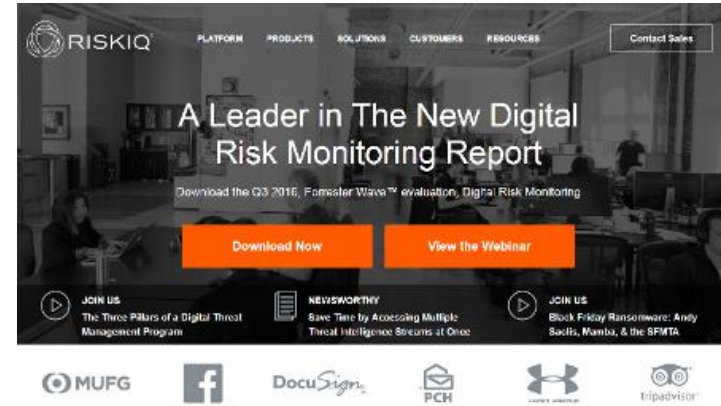 RISKIQ
PLATFORM PRODUCTS SOLUTIONS CUSTOMERS RESOURCES Contact Sales
A Leader in The New Digital
Risk Monitoring Report
Download the Q3 2016, Forrester Wave™ evaluation, Digital Risk Monitoring
Download Now View the Webinar
JOIN US
The Three Pillars of a Digital Threat
Management Program
NEWSWORTHY
Save Time by Accessing Multiple
Threat Intelligence Streams at Once
JOIN US
Black Friday Ransomware: Andy
Saolis, Mamba, & the SFMTA
MUFG DocuSign PCH UNDER ARMOUR tripadvisor